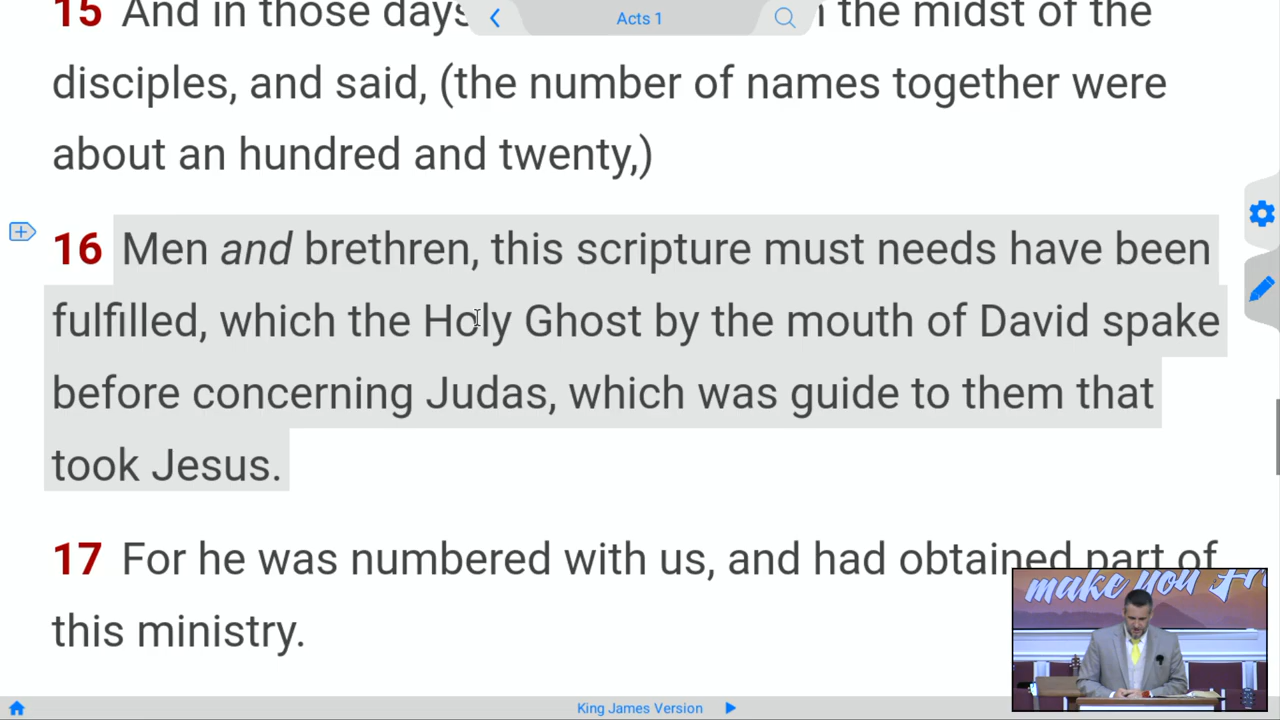 15 And in those days the midst of the
Acts 1
disciples, and said, (the number of names together were
about an hundred and twenty,)
16 Men and brethren, this scripture must needs have been
fulfilled, which the Holy Ghost by the mouth of David spake
before concerning Judas, which was guide to them that
took Jesus.
17 For he was numbered with us, and had obtained part of
this ministry.
make you
King James Version